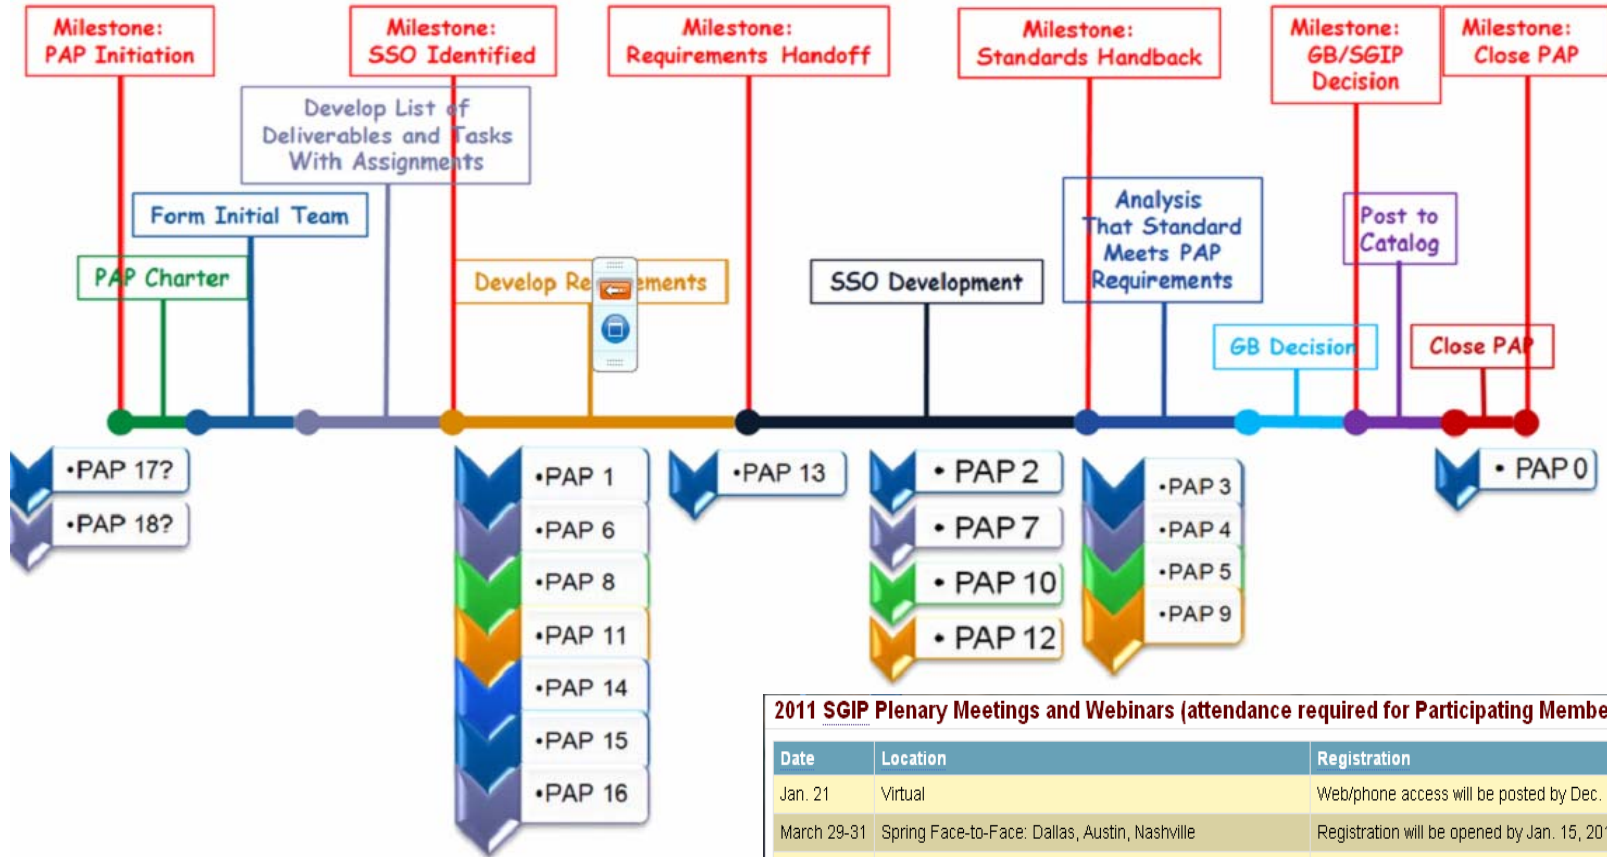 Milestone:
PAP Initiation
Milestone:
SSO Identified
Milestone:
Requirements Handoff
Milestone:
Standards Handback
Milestone:
GB/SGIP
Decision
Milestone:
Close PAP
Develop List of
Deliverables and Tasks
With Assignments
Form Initial Team
PAP Charter
Develop Re ements
SSO Development
Analysis
That Standard
Meets PAP
Requirements
Post to
Catalog
GB Decision
Close PAP
•PAP 17?
•PAP 18?
•PAP 1
•PAP 6
•PAP 8
•PAP 11
•PAP 14
•PAP 15
•PAP 16
•PAP 13
• PAP 2
• PAP 7
• PAP 10
• PAP 12
•PAP 3
•PAP 4
•PAP 5
•PAP 9
• PAP 0
2011 SGIP Plenary Meetings and Webinars (attendance required for Participating Membe
Date Location Registration
Jan. 21 Virtual Web/phone access will be posted by Dec.
March 29-31 Spring Face-to-Face: Dallas, Austin, Nashville Registration will be opened by Jan. 15, 201